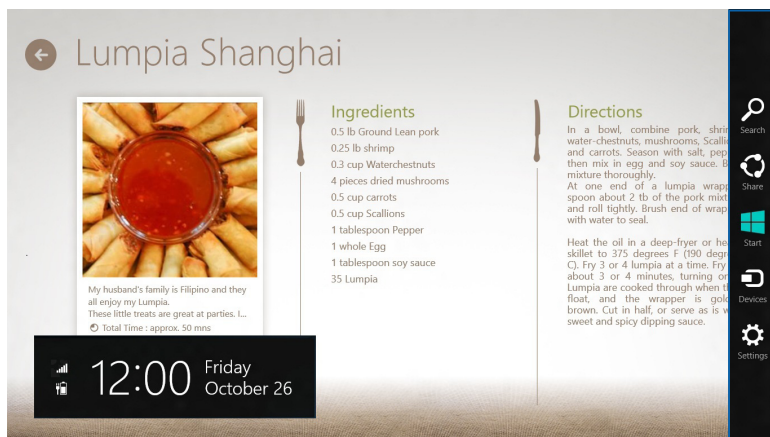 Lumpia Shanghai
My husband's family is Filipino and they
all enjoy my Lumpia.
These little treats are great at parties. I...
Total Time : approx. 50 mns
Ingredients
0.5 lb Ground Lean pork
0.25 lb shrimp
0.3 cup Waterchestnuts
4 pieces dried mushrooms
0.5 cup carrots
0.5 cup Scallions
1 tablespoon Pepper
1 whole Egg
1 tablespoon soy sauce
35 Lumpia
Directions
In a bowl, combine pork,
water-chestnuts, mushrooms,
and carrots. Season with salt,
then mix in egg and soy sauce.
mixture thoroughly.
At one end of a lumpia
spoon about 2 tb of the pork
and roll tightly. Brush end of
with water to seal.
Heat the oil in a deep-fryer or
skillet to 375 degrees F (190
C). Fry 3 or 4 lumpia at a time. Fry
about 3 or 4 minutes, turning
Lumpia are cooked through when
float, and the wrapper is
brown. Cut in half, or serve as is
sweet and spicy dipping sauce.
Search
Share
Start
Devices
Settings
12:00
Friday
October 26